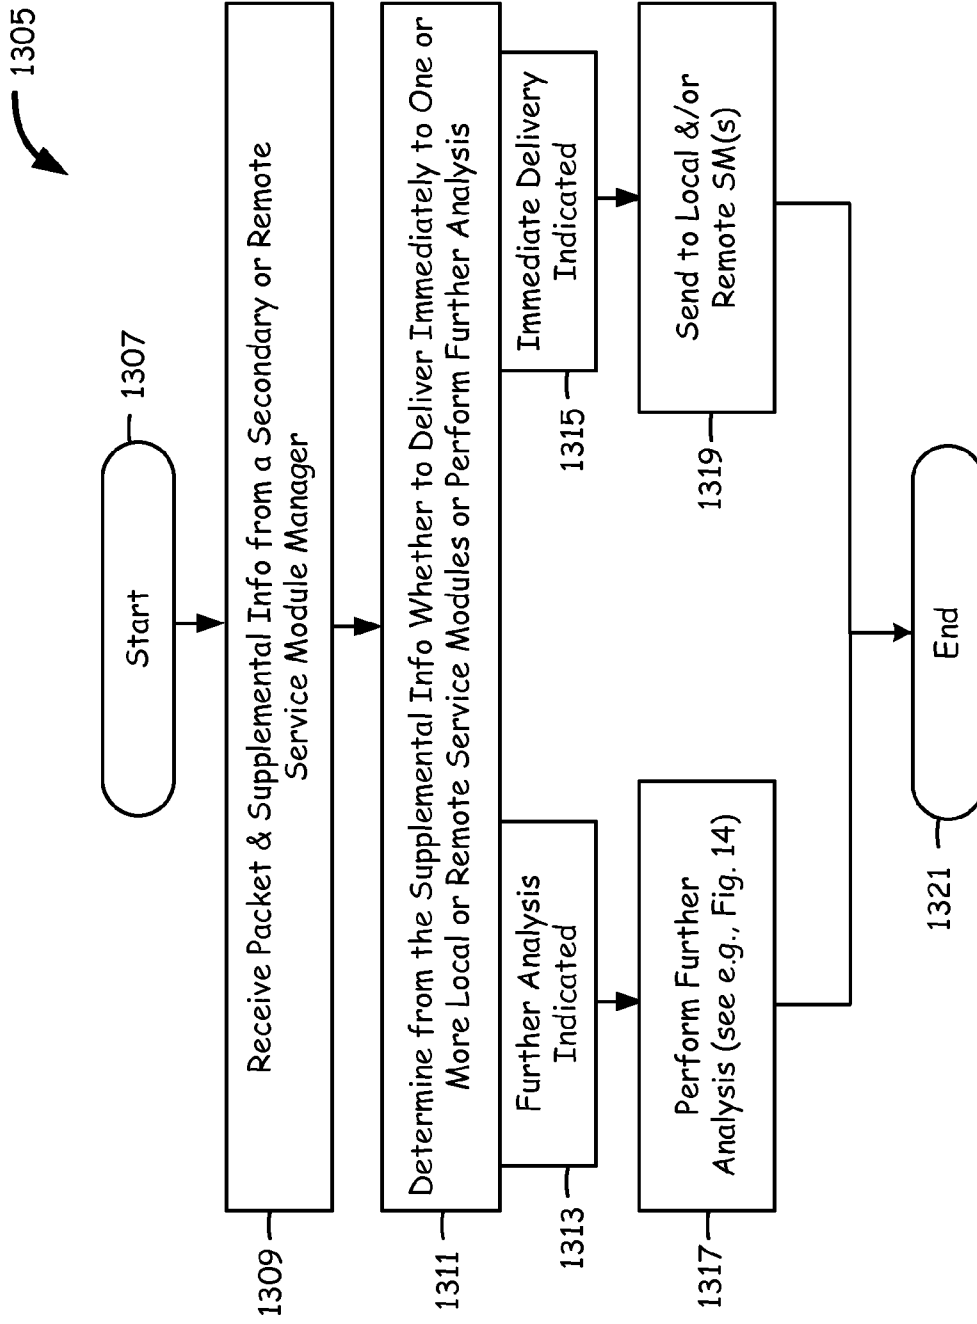 1305
Start
1307
Receive Packet & Supplemental Info from a Secondary or Remote
Service Module Manager
1309
Determine from the Supplemental Info Whether to Deliver Immediately to One or
More Local or Remote Service Modules or Perform Further Analysis
1311
Further Analysis
Indicated
1313
Immediate Delivery
Indicated
1315
Perform Further
Analysis (see e.g., Fig. 14)
1317
Send to Local &/or
Remote SM(s)
1319
End
1321